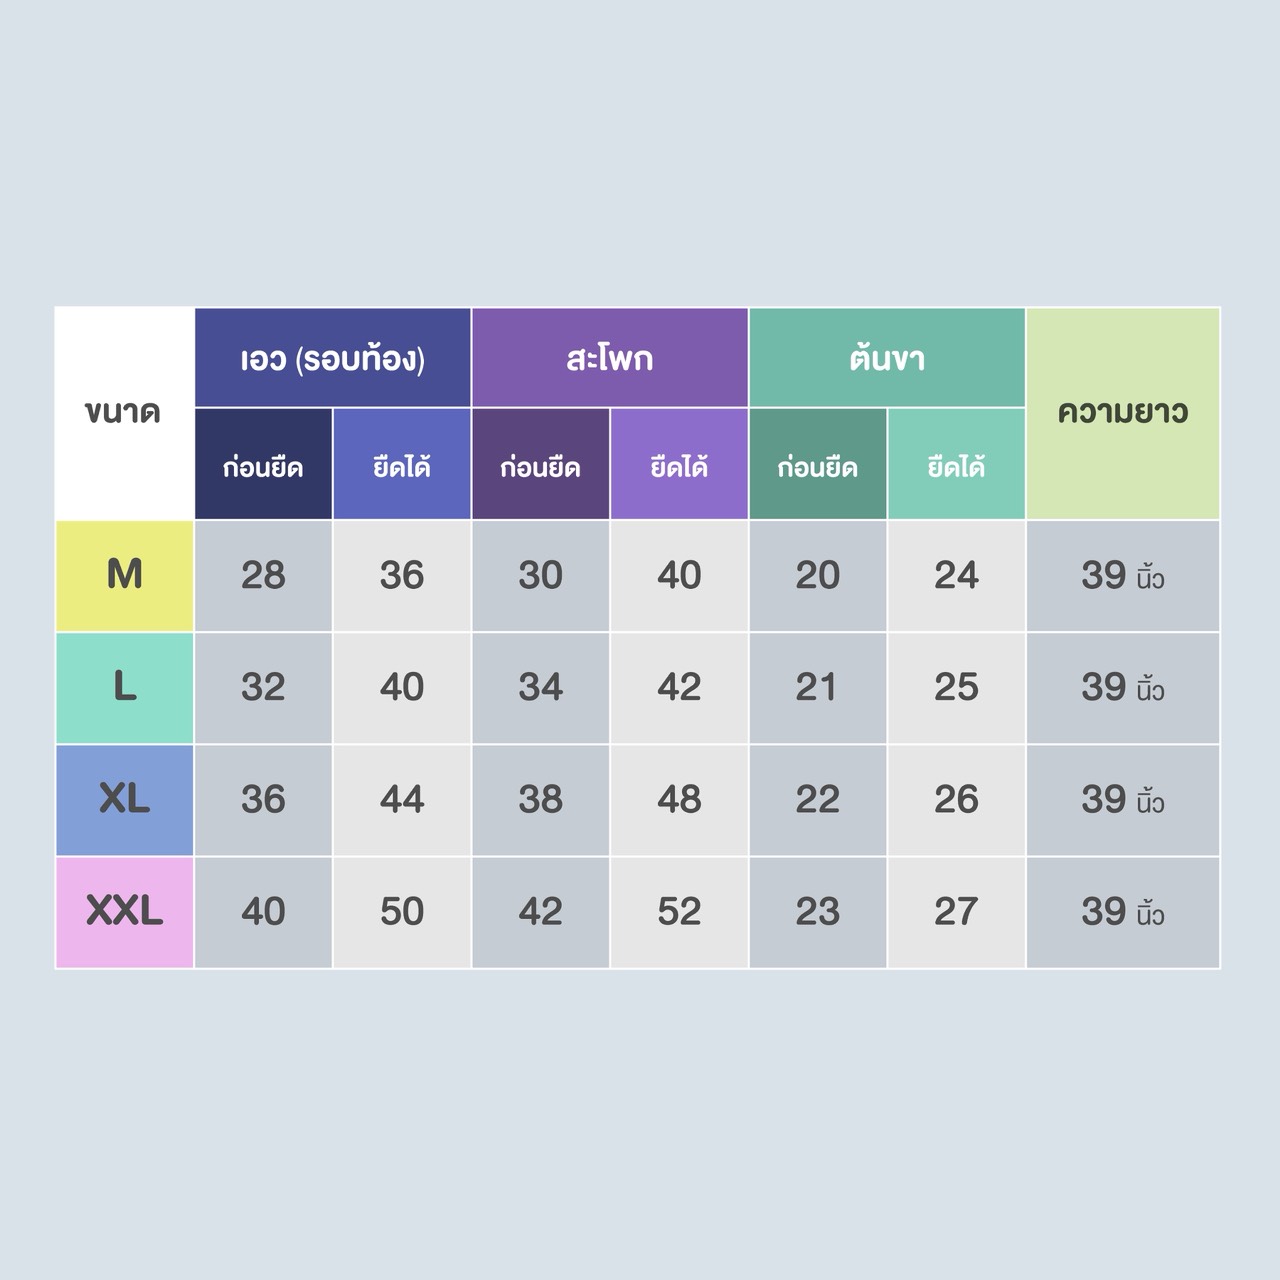 ขนาด เอว (รอบท้อง) สะโพก ต้นขา ความยาว
ก่อนยืด ยืดได้ ก่อนยืด ยืดได้ ก่อนยืด ยืดได้
M 28 36 30 40 20 24 39 นิ้ว
L 32 40 34 42 21 25 39 นิ้ว
XL 36 44 38 48 22 26 39 นิ้ว
XXL 40 50 42 52 23 27 39 นิ้ว